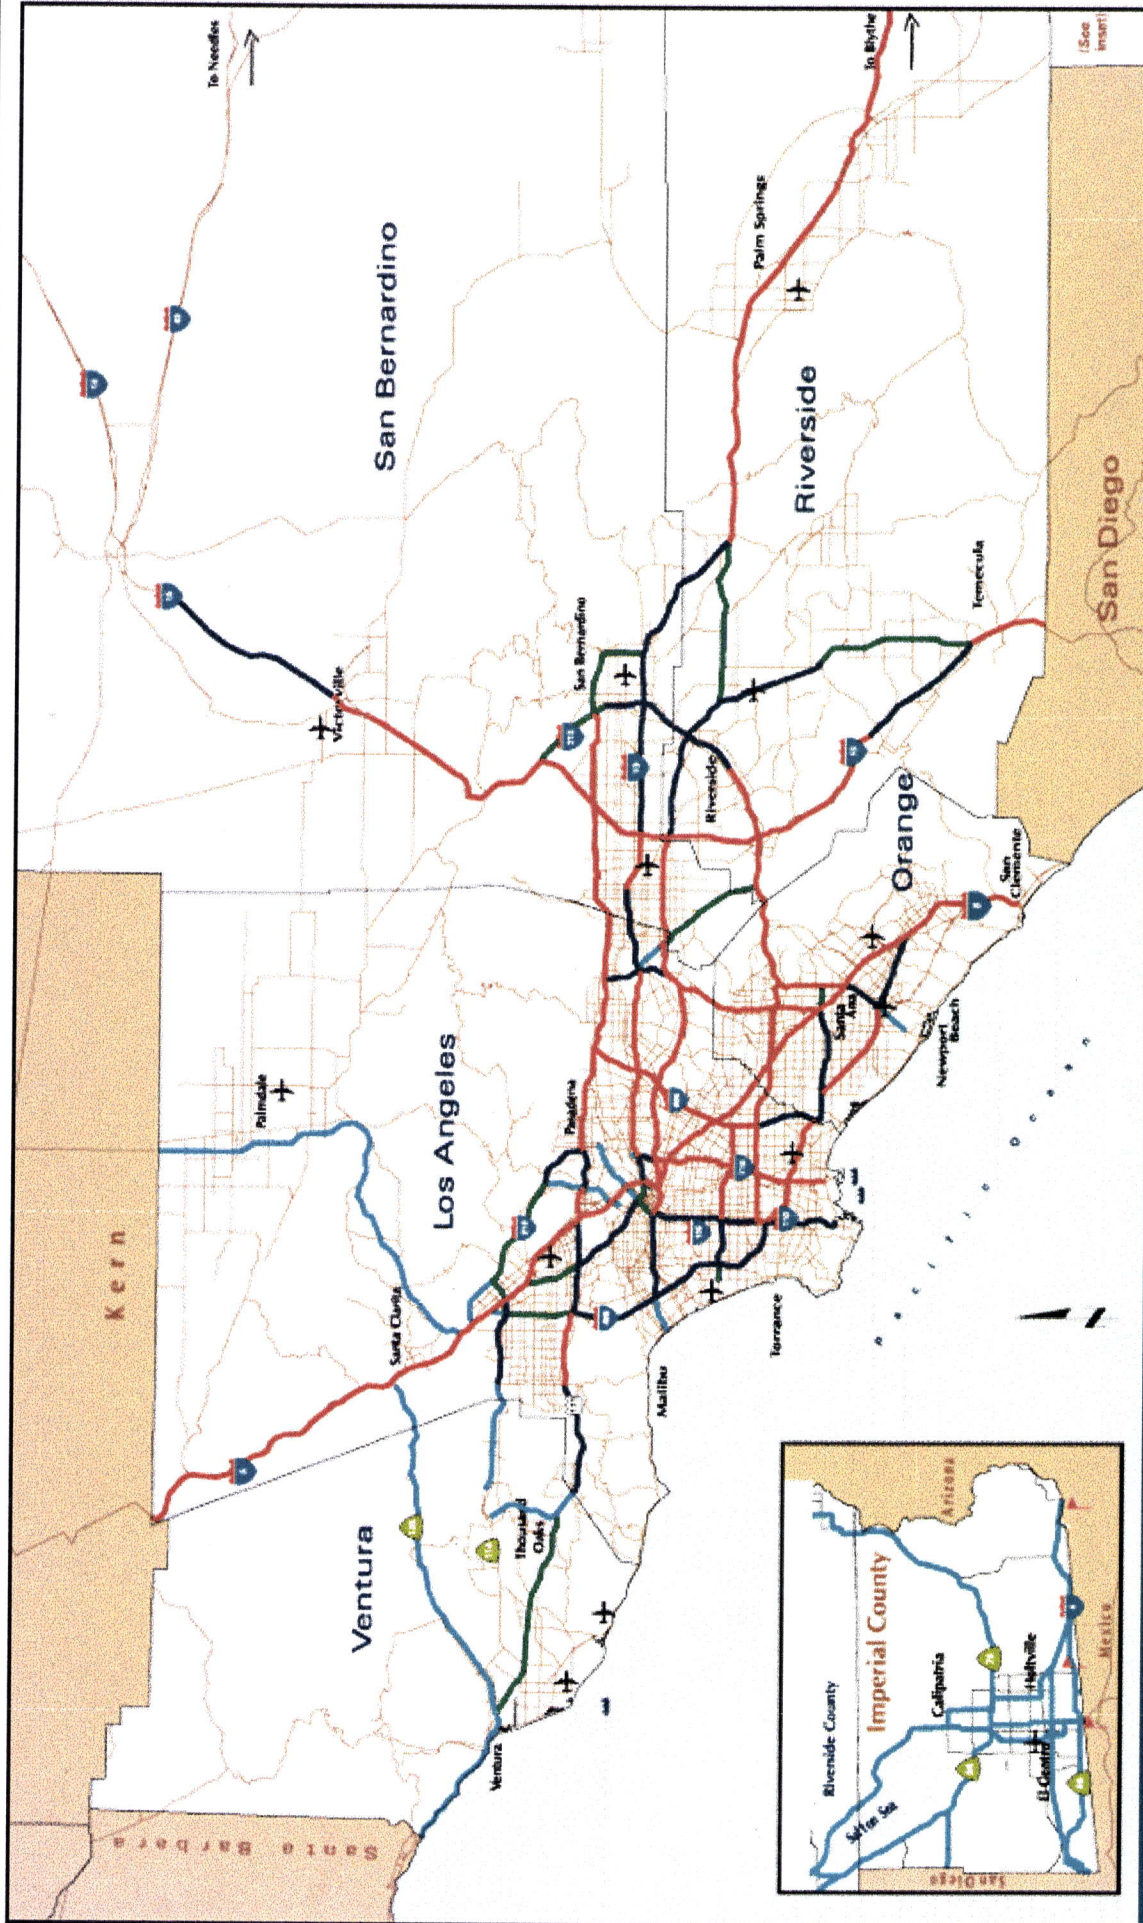 Kern
Santa Barbara
Ventura
Los Angeles
San Bernardino
To Needles
Palmdale
Victorville
Santa Clarita
Ventura
Thousand
Oaks
Pasadena
San Bernardino
Malibu
Riverside
Riverside
Palm Springs
To Blythe
Torrance
Santa
Ana
Orange
Newport
Beach
Temecula
San
Clemente
San Diego
(See
inset)
Riverside County
Imperial County
Arizona
Salton Sea
Calipatria
Holtville
El Centro
San Diego
Mexico